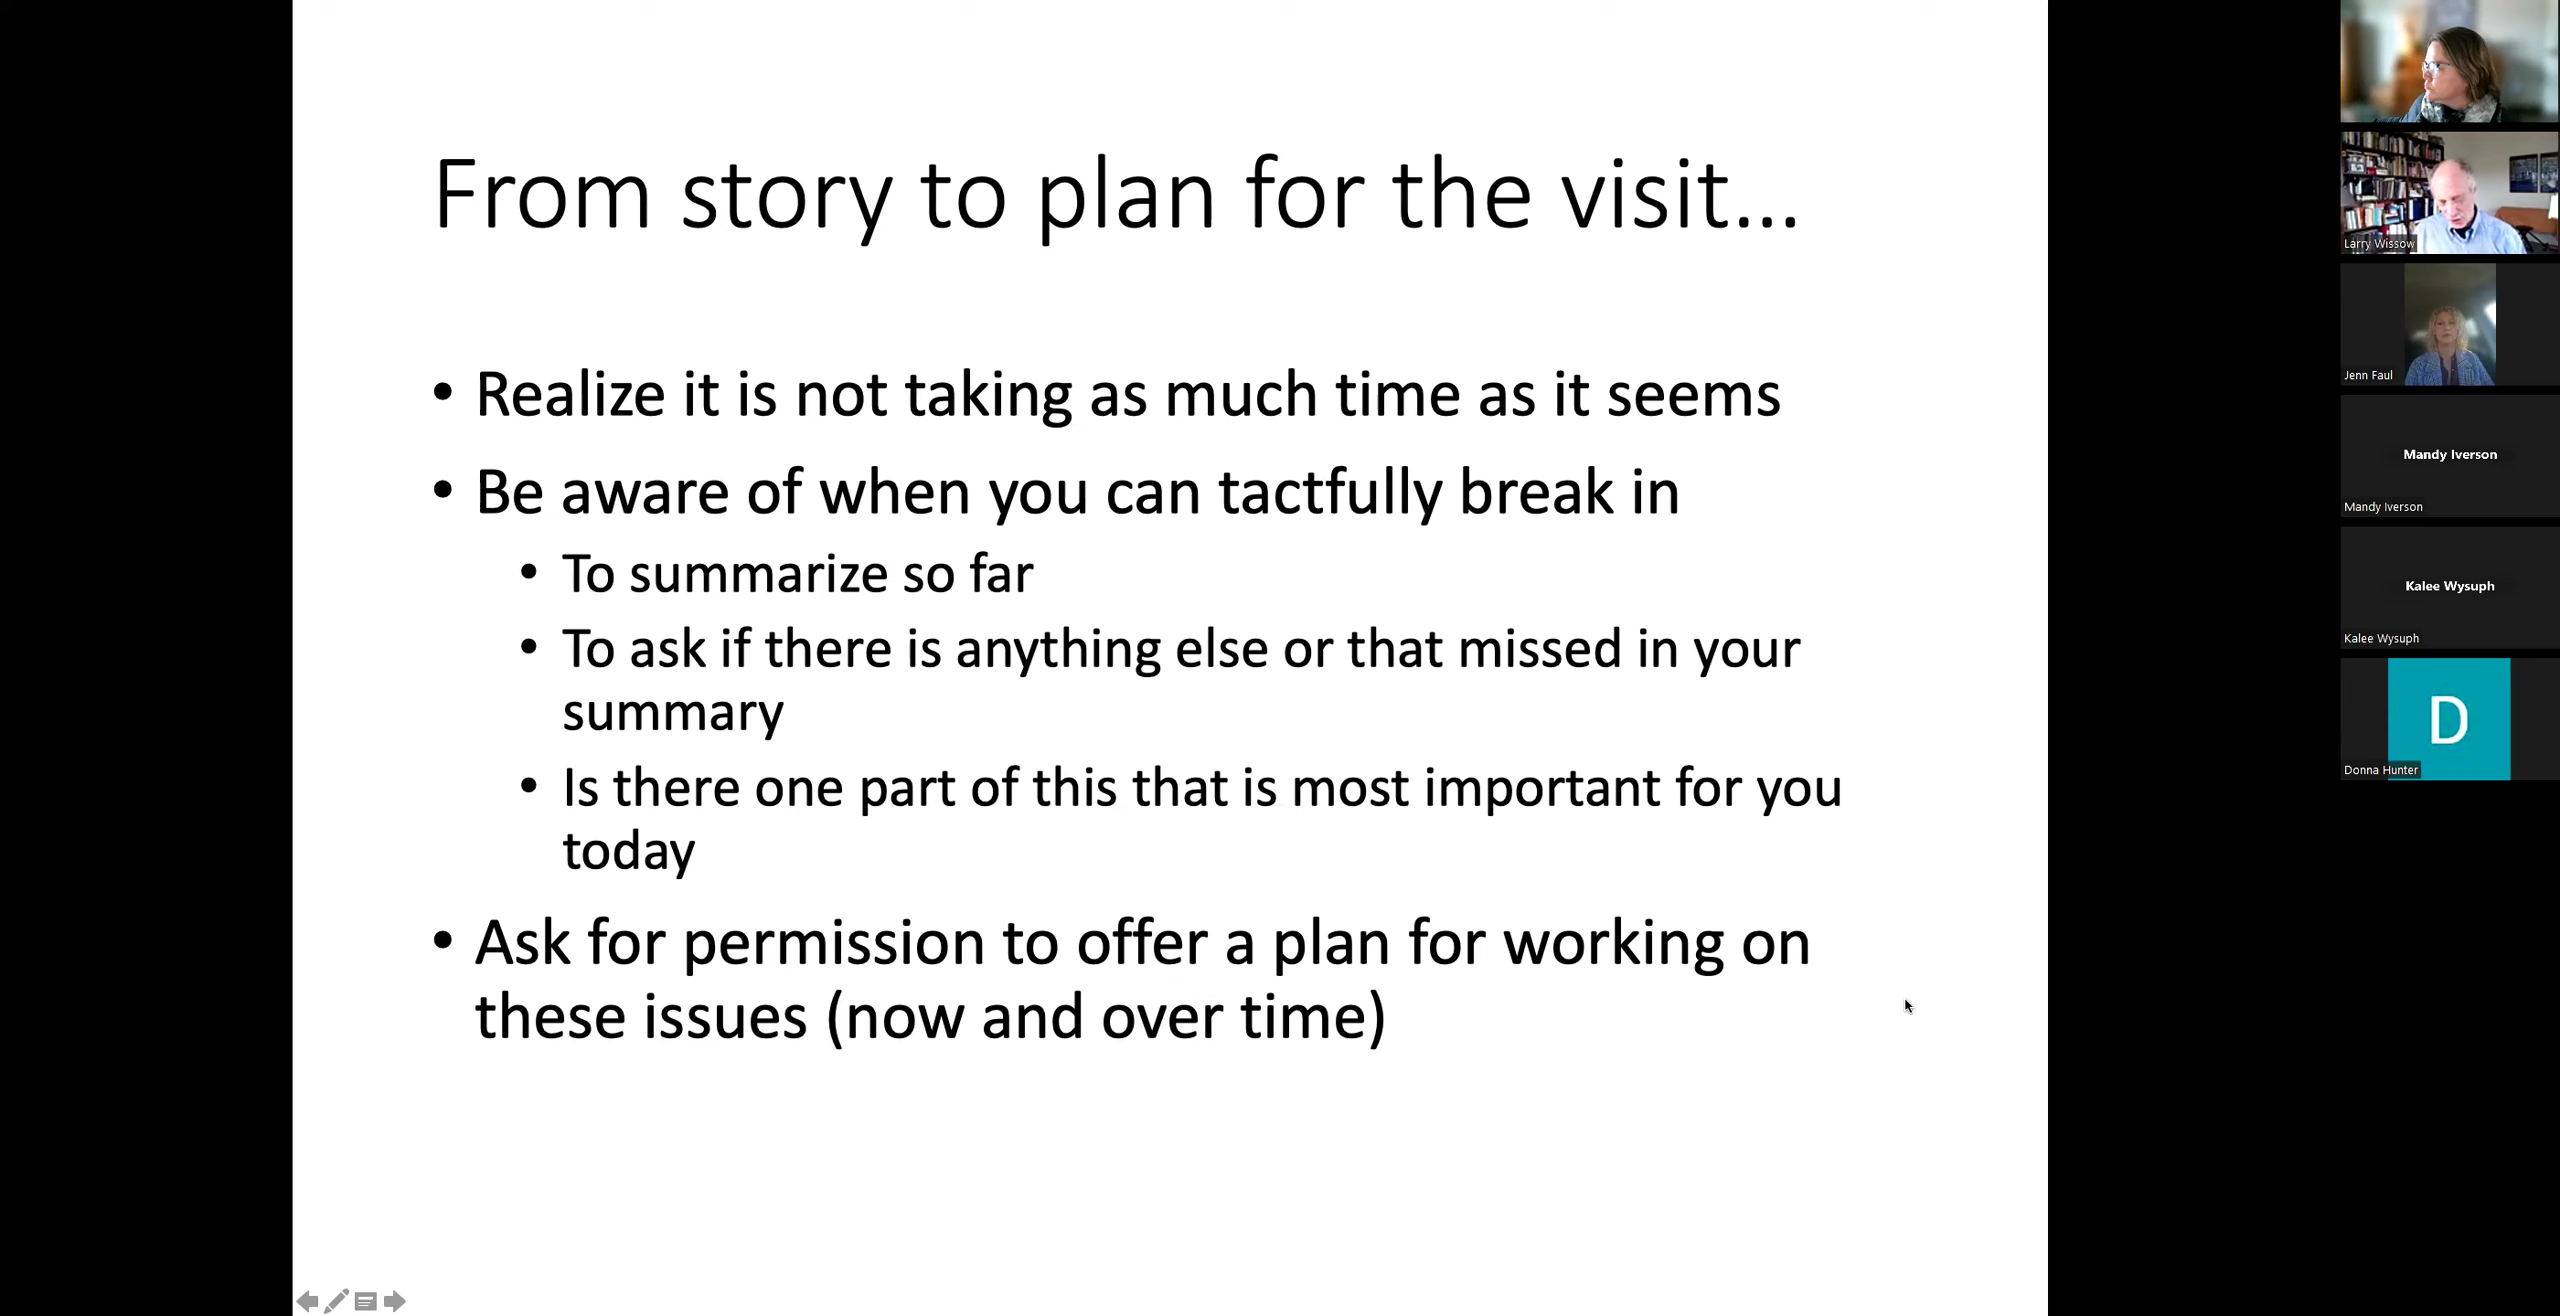 From story to plan for the visit...
• Realize it is not taking as much time as it seems
• Be aware of when you can tactfully break in
• To summarize so far
• To ask if there is anything else or that missed in your
summary
• Is there one part of this that is most important for you
today
• Ask for permission to offer a plan for working on
these issues (now and over time)
Larry Wissow
Jenn Faul
Mandy Iverson
Mandy Iverson
Kalee Wysuph
Kalee Wysuph
D
Donna Hunter